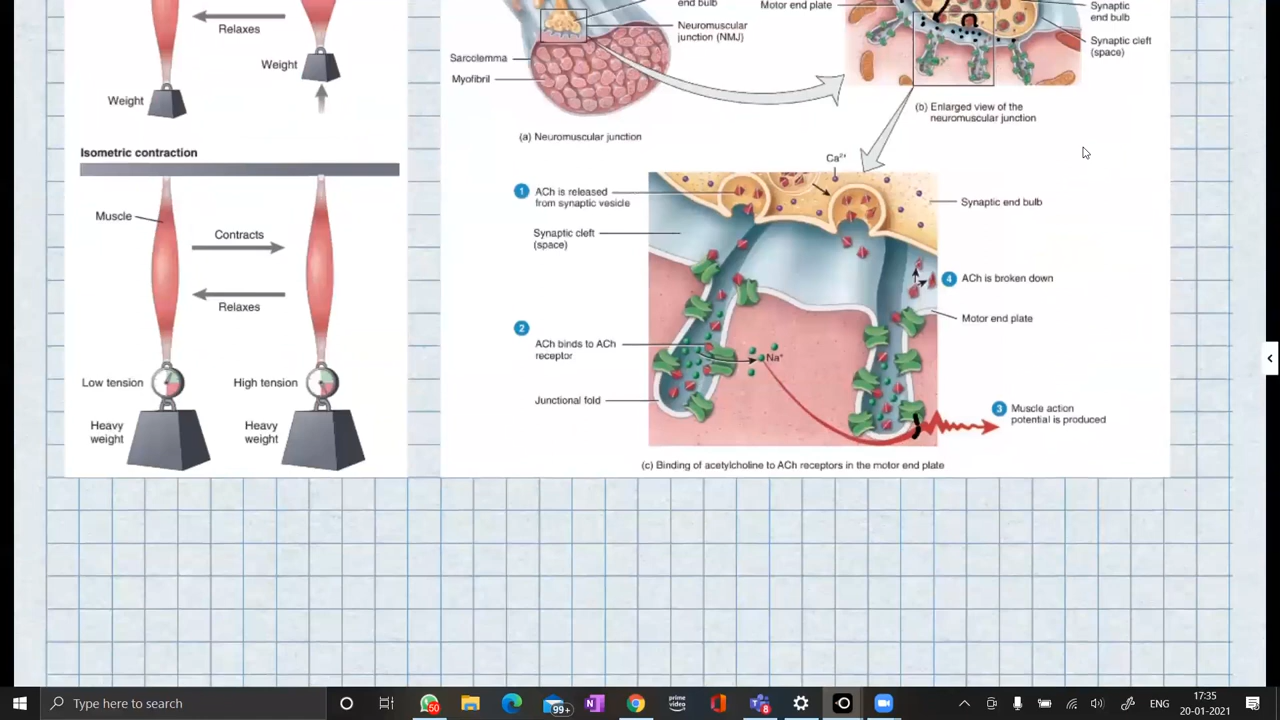 Relaxes
Weight
Weight
Isometric contraction
Muscle
Contracts
Relaxes
Low tension
High tension
Heavy
weight
Heavy
weight
end bulb
Neuromuscular
junction (NMJ)
Sarcolemma
Myofibril
(a) Neuromuscular junction
Motor end plate
Synaptic
end bulb
Synaptic cleft
(space)
(b) Enlarged view of the
neuromuscular junction
Ca2+
1 ACh is released
from synaptic vesicle
Synaptic cleft
(space)
Synaptic end bulb
4 ACh is broken down
Motor end plate
2
ACh binds to ACh
receptor
Na+
Junctional fold
3 Muscle action
potential is produced
(c) Binding of acetylcholine to ACh receptors in the motor end plate
Type here to search
50
99+
prime
video
8
ENG
17:35
20-01-2021